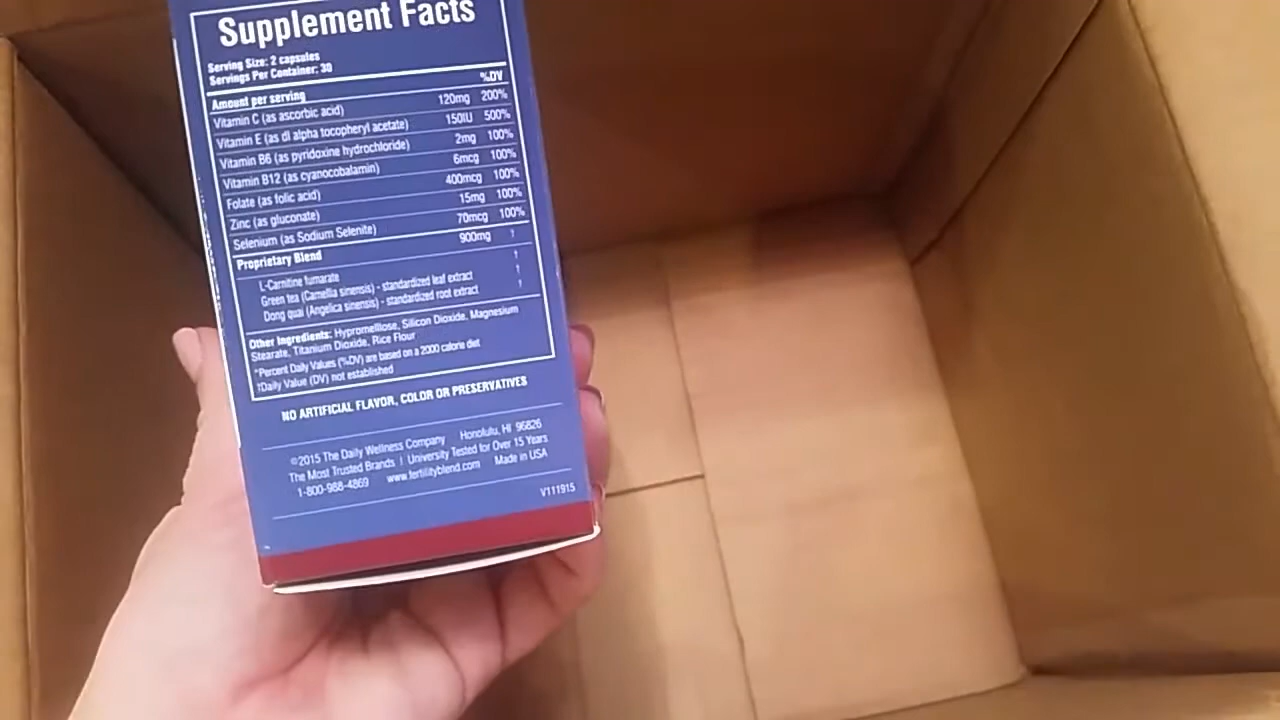 Supplement Facts
Serving Size: 2 capsules
Servings Per Container: 30
%DV
Amount per serving
Vitamin C (as ascorbic acid) 120mg 200%
Vitamin E (as dl alpha tocopheryl acetate) 150IU 500%
Vitamin B6 (as pyridoxine hydrochloride) 2mg 100%
Vitamin B12 (as cyanocobalamin) 6mcg 100%
Folate (as folic acid) 400mcg 100%
Zinc (as gluconate) 15mg 100%
Selenium (as Sodium Selenite) 70mcg 100%
Proprietary Blend 900mg †
L-Carnitine fumarate †
Green tea (Camellia sinensis) - standardized leaf extract †
Dong quai (Angelica sinensis) - standardized root extract †
Other Ingredients: Hypromelllose, Silicon Dioxide, Magnesium
Stearate, Titanium Dioxide, Rice Flour
*Percent Daily Values (%DV) are based on a 2000 calorie diet
†Daily Value (DV) not established
NO ARTIFICIAL FLAVOR, COLOR OR PRESERVATIVES
©2015 The Daily Wellness Company Honolulu, HI 96826
The Most Trusted Brands | University Tested for Over 15 Years
1-800-988-4869 www.fertilityblend.com Made in USA
V111915